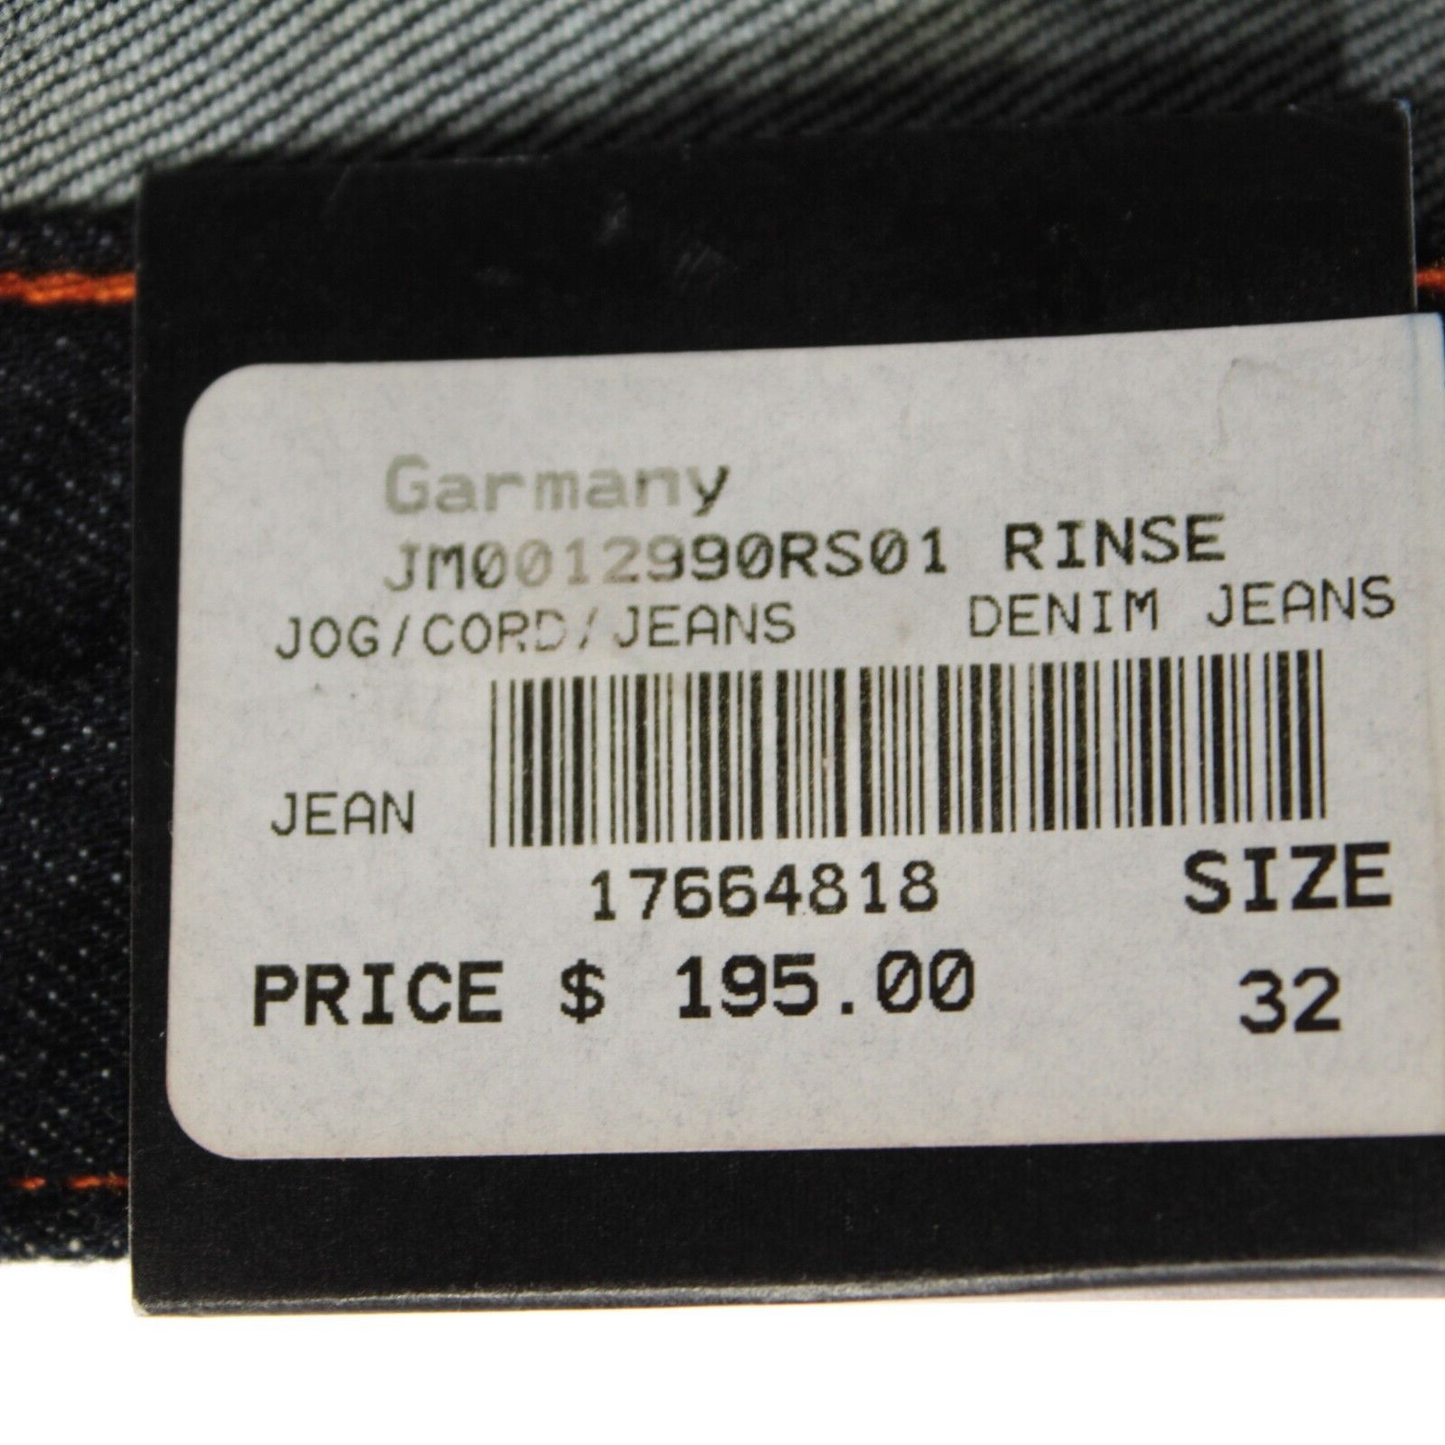 Garmany
JM0012990RS01 RINSE
JOG/CORD/JEANS DENIM JEANS
JEAN
17664818 SIZE
PRICE $ 195.00 32